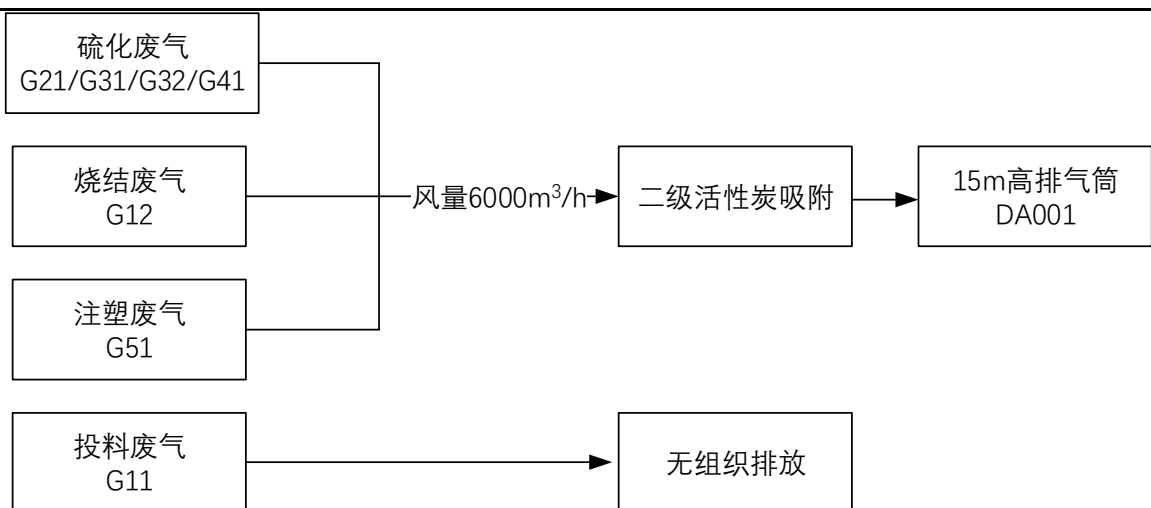 硫化废气
G21/G31/G32/G41
烧结废气
G12
风量6000m³/h
二级活性炭吸附
15m高排气筒
DA001
注塑废气
G51
投料废气
G11
无组织排放